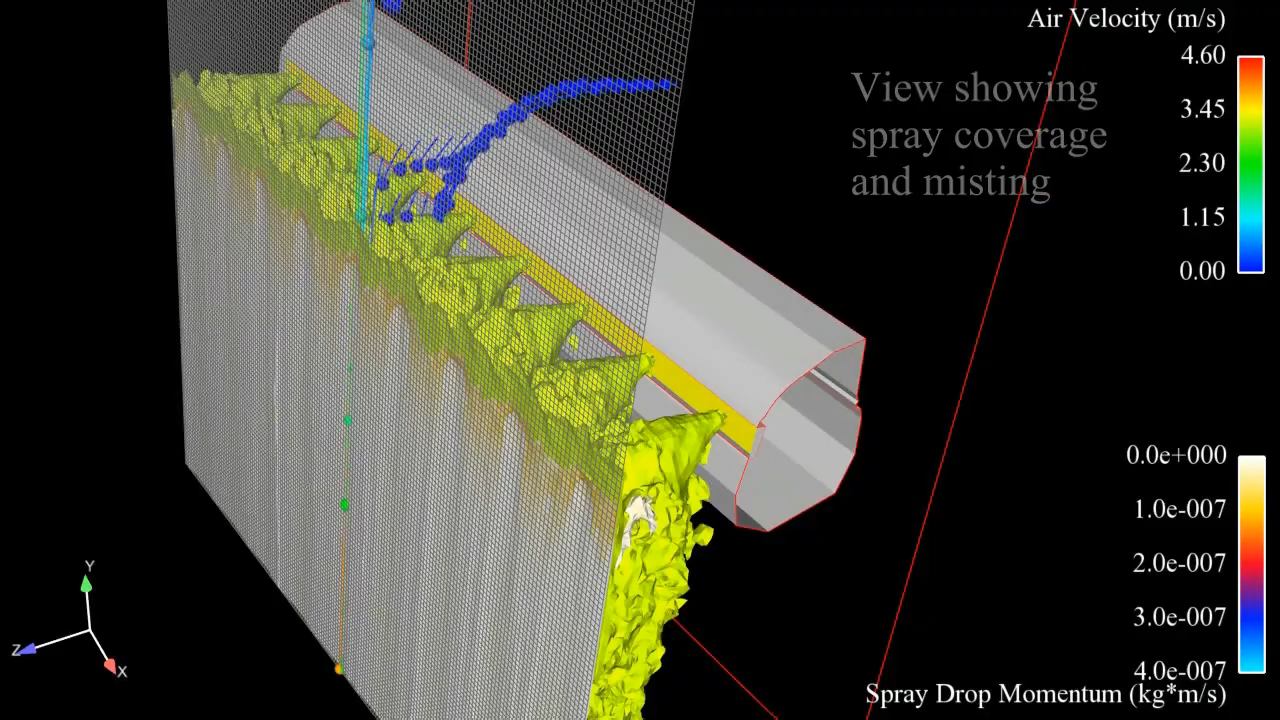 Air Velocity (m/s)
4.60
3.45
2.30
1.15
0.00
View showing
spray coverage
and misting
0.0e+000
1.0e-007
2.0e-007
3.0e-007
4.0e-007
Spray Drop Momentum (kg*m/s)
Y
Z
X